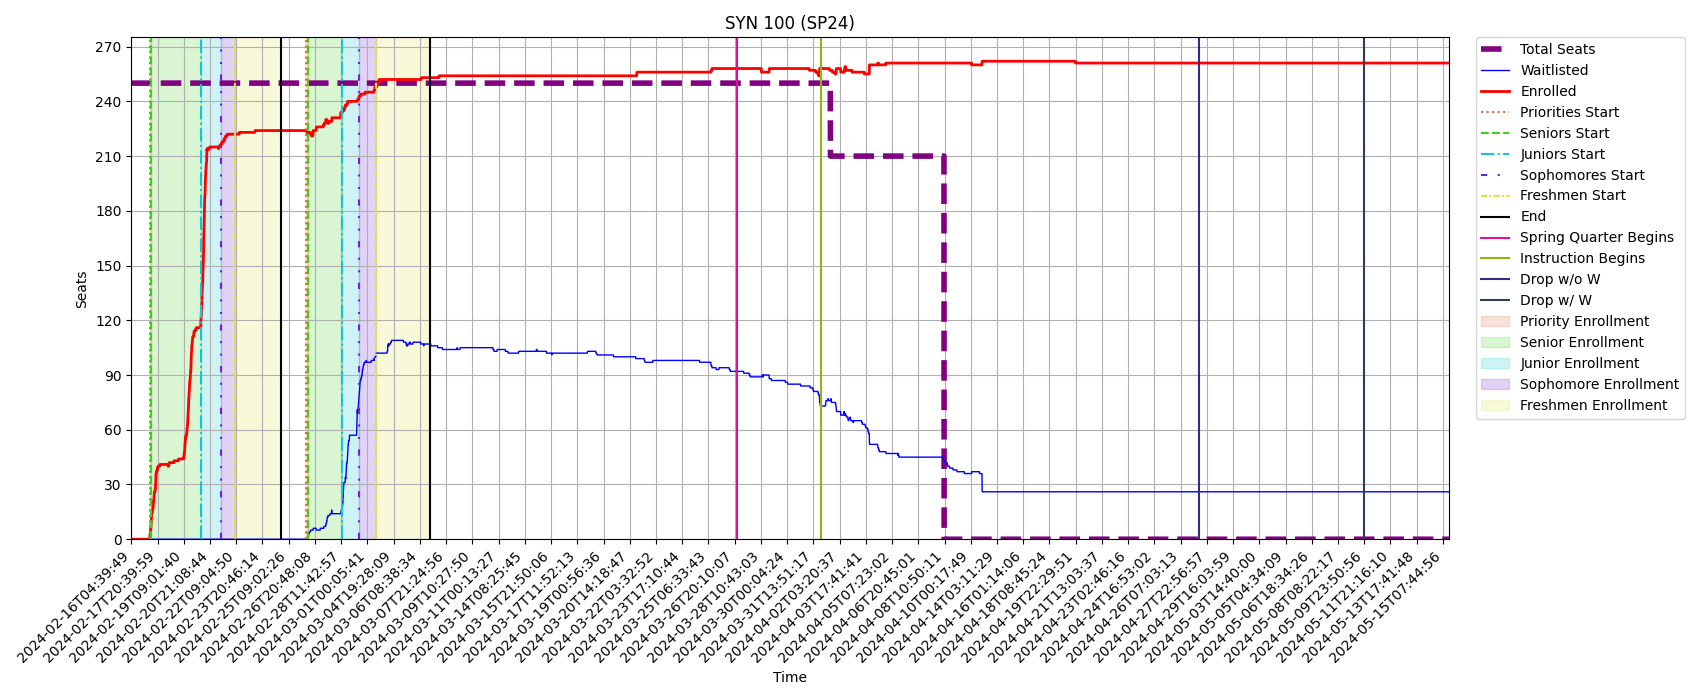 SYN 100 (SP24)
270
240
210
180
150
120
90
60
30
0
Seats
2024-02-16T04:39:49
2024-02-17T20:39:59
2024-02-19T09:01:40
2024-02-20T21:08:44
2024-02-22T09:04:50
2024-02-23T20:46:14
2024-02-25T09:02:26
2024-02-26T20:48:08
2024-02-28T11:42:57
2024-03-01T00:05:41
2024-03-04T19:28:09
2024-03-06T08:38:34
2024-03-07T21:24:56
2024-03-09T10:27:50
2024-03-11T00:13:27
2024-03-14T08:25:45
2024-03-15T21:50:06
2024-03-17T11:52:13
2024-03-19T00:56:36
2024-03-20T14:18:47
2024-03-22T03:32:52
2024-03-23T17:10:44
2024-03-25T06:33:43
2024-03-26T20:10:07
2024-03-28T10:43:03
2024-03-30T00:04:24
2024-03-31T13:51:17
2024-04-02T03:20:37
2024-04-03T17:41:41
2024-04-05T07:23:02
2024-04-06T20:45:01
2024-04-08T10:50:11
2024-04-10T00:17:49
2024-04-14T03:11:29
2024-04-16T01:14:06
2024-04-18T08:45:24
2024-04-19T22:29:51
2024-04-21T13:03:37
2024-04-23T02:46:19
2024-04-24T16:53:02
2024-04-26T07:03:13
2024-04-27T22:56:57
2024-04-29T16:03:59
2024-05-03T14:40:00
2024-05-05T04:34:09
2024-05-06T18:34:26
2024-05-08T08:22:17
2024-05-09T23:50:56
2024-05-11T21:16:10
2024-05-13T17:41:48
2024-05-15T07:44:56
Time
Total Seats
Waitlisted
Enrolled
Priorities Start
Seniors Start
Juniors Start
Sophomores Start
Freshmen Start
End
Spring Quarter Begins
Instruction Begins
Drop w/o W
Drop w/ W
Priority Enrollment
Senior Enrollment
Junior Enrollment
Sophomore Enrollment
Freshmen Enrollment